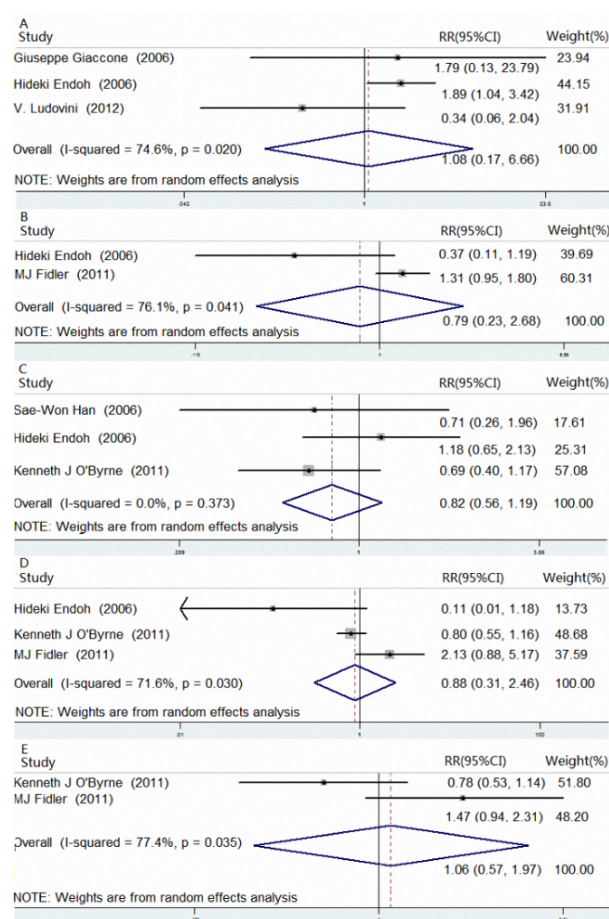 A
Study RR(95%CI) Weight(%)
Giuseppe Giaccone (2006) 1.79 (0.13, 23.79) 23.94
Hideki Endoh (2006) 1.89 (1.04, 3.42) 44.15
V. Ludovini (2012) 0.34 (0.06, 2.04) 31.91
Overall (I-squared = 74.6%, p = 0.020) 1.08 (0.17, 6.66) 100.00
NOTE: Weights are from random effects analysis
.042 1 23.8
B
Study RR(95%CI) Weight(%)
Hideki Endoh (2006) 0.37 (0.11, 1.19) 39.69
MJ Fidler (2011) 1.31 (0.95, 1.80) 60.31
Overall (I-squared = 76.1%, p = 0.041) 0.79 (0.23, 2.68) 100.00
NOTE: Weights are from random effects analysis
1
C
Study RR(95%CI) Weight(%)
Sae-Won Han (2006) 0.71 (0.26, 1.96) 17.61
Hideki Endoh (2006) 1.18 (0.65, 2.13) 25.31
Kenneth J O'Byrne (2011) 0.69 (0.40, 1.17) 57.08
Overall (I-squared = 0.0%, p = 0.373) 0.82 (0.56, 1.19) 100.00
NOTE: Weights are from random effects analysis
1
D
Study RR(95%CI) Weight(%)
Hideki Endoh (2006) 0.11 (0.01, 1.18) 13.73
Kenneth J O'Byrne (2011) 0.80 (0.55, 1.16) 48.68
MJ Fidler (2011) 2.13 (0.88, 5.17) 37.59
Overall (I-squared = 71.6%, p = 0.030) 0.88 (0.31, 2.46) 100.00
NOTE: Weights are from random effects analysis
.01 1 100
E
Study RR(95%CI) Weight(%)
Kenneth J O'Byrne (2011) 0.78 (0.53, 1.14) 51.80
MJ Fidler (2011) 1.47 (0.94, 2.31) 48.20
Overall (I-squared = 77.4%, p = 0.035) 1.06 (0.57, 1.97) 100.00
NOTE: Weights are from random effects analysis